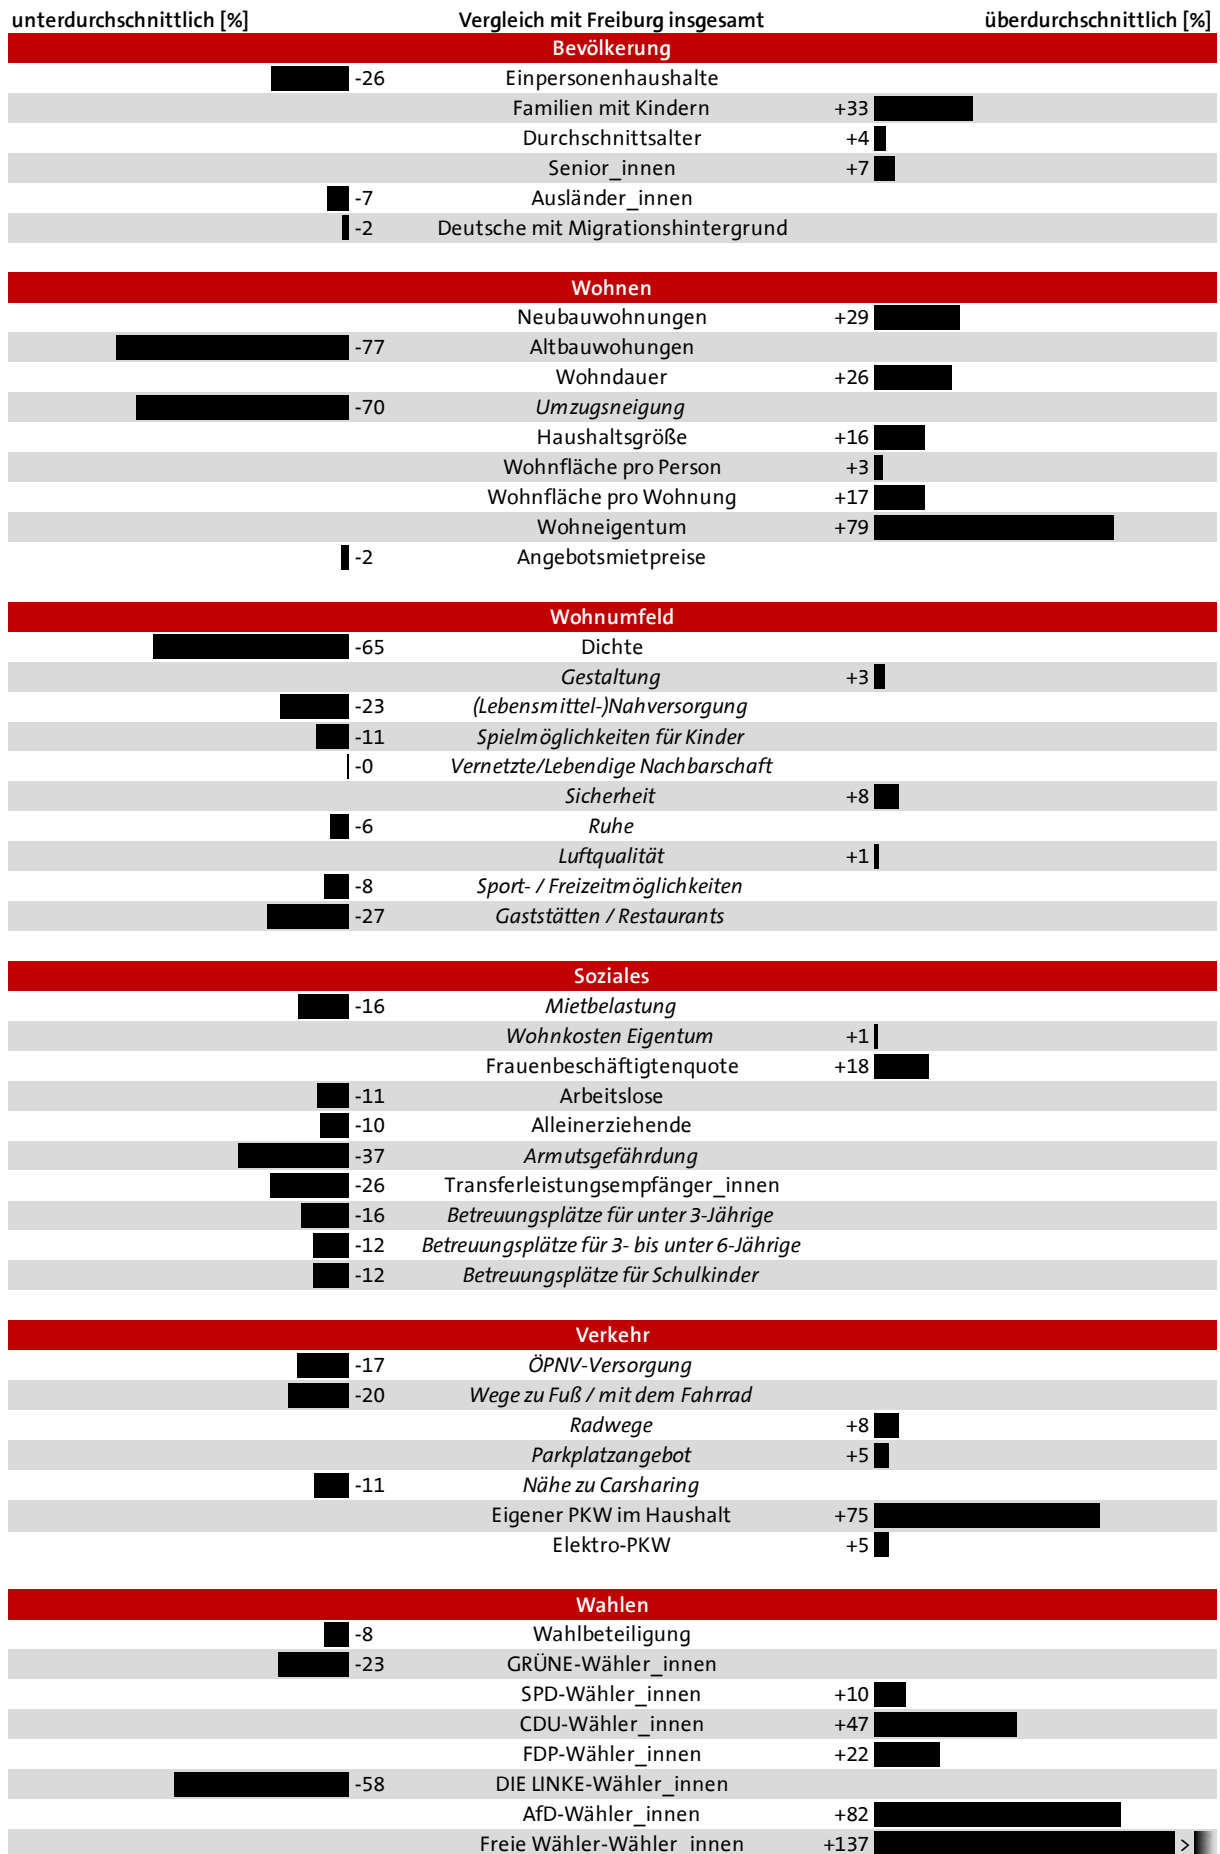 unterdurchschnittlich [%] Vergleich mit Freiburg insgesamt überdurchschnittlich [%]
Bevölkerung
-26 Einpersonenhaushalte
Familien mit Kindern +33
Durchschnittsalter +4
Senior_innen +7
-7 Ausländer_innen
-2 Deutsche mit Migrationshintergrund
Wohnen
Neubauwohnungen +29
-77 Altbauwohungen
Wohndauer +26
-70 Umzugsneigung
Haushaltsgröße +16
Wohnfläche pro Person +3
Wohnfläche pro Wohnung +17
Wohneigentum +79
-2 Angebotsmietpreise
Wohnumfeld
-65 Dichte
Gestaltung +3
-23 (Lebensmittel-)Nahversorgung
-11 Spielmöglichkeiten für Kinder
-0 Vernetzte/Lebendige Nachbarschaft
Sicherheit +8
-6 Ruhe
Luftqualität +1
-8 Sport- / Freizeitmöglichkeiten
-27 Gaststätten / Restaurants
Soziales
-16 Mietbelastung
Wohnkosten Eigentum +1
Frauenbeschäftigtenquote +18
-11 Arbeitslose
-10 Alleinerziehende
-37 Armutsgefährdung
-26 Transferleistungsempfänger_innen
-16 Betreuungsplätze für unter 3-Jährige
-12 Betreuungsplätze für 3- bis unter 6-Jährige
-12 Betreuungsplätze für Schulkinder
Verkehr
-17 ÖPNV-Versorgung
-20 Wege zu Fuß / mit dem Fahrrad
Radwege +8
Parkplatzangebot +5
-11 Nähe zu Carsharing
Eigener PKW im Haushalt +75
Elektro-PKW +5
Wahlen
-8 Wahlbeteiligung
-23 GRÜNE-Wähler_innen
SPD-Wähler_innen +10
CDU-Wähler_innen +47
FDP-Wähler_innen +22
-58 DIE LINKE-Wähler_innen
AfD-Wähler_innen +82
Freie Wähler-Wähler_innen +137 >